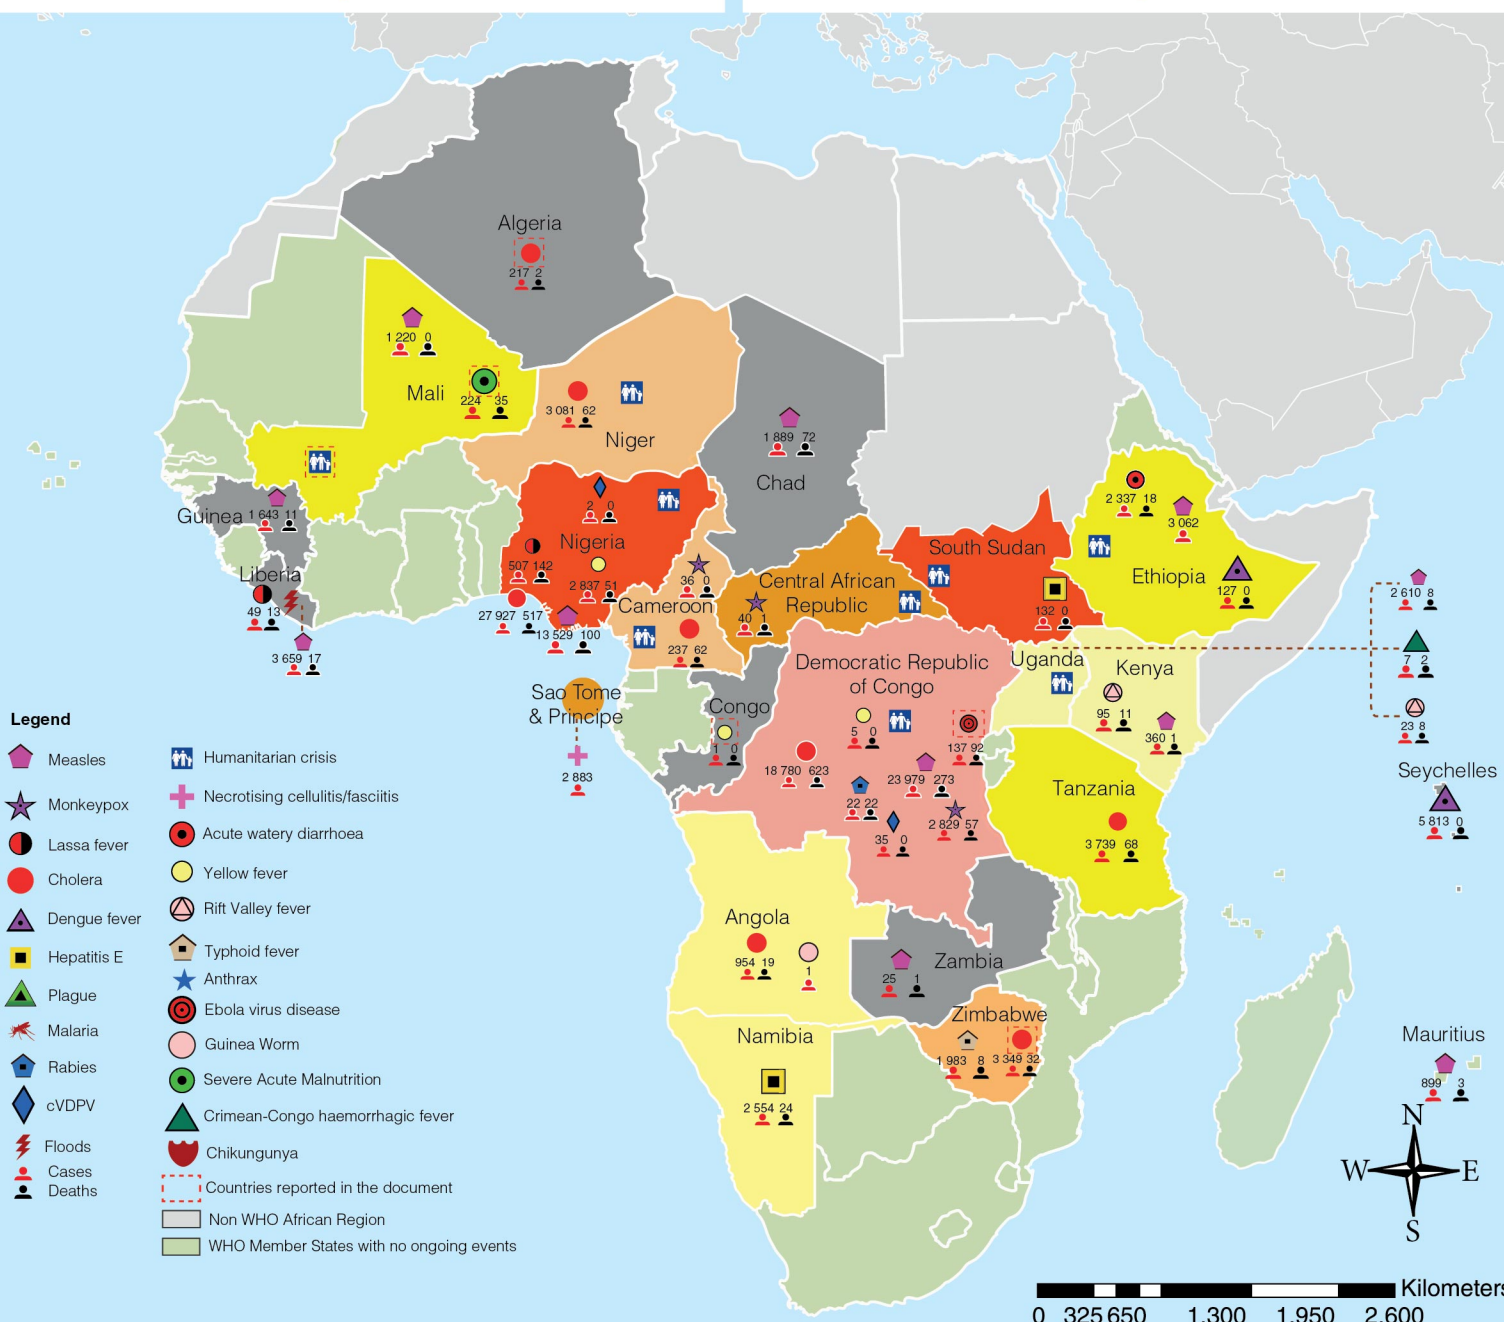 Algeria
217 2
1 220 0
Mali
224 35
3 081 62
Niger
1 889 72
Chad
Guinea 1 643 11
2 0
Nigeria
507 142
2 837 51
27 927 517
13 529 100
Liberia
49 13
3 659 17
36 0
Cameroon
237 62
Central African
Republic
40 1
South Sudan
132 0
2 337 18
3 062
Ethiopia
127 0
Uganda
Kenya
95 11
360 1
2 610 8
7 2
23 8
Seychelles
5 813 0
Sao Tome
& Principe
2 883
Congo
1 0
Democratic Republic
of Congo
5 0
137 92
18 780 623
23 979 273
22 22
2 829 57
35 0
Tanzania
3 739 68
Angola
954 19
1
Zambia
25 1
Zimbabwe
1 983 8
3 349 32
Namibia
2 554 24
Mauritius
899 3
N
W E
S
Kilometers
0 325 650 1,300 1,950 2,600
Legend
Measles
Monkeypox
Lassa fever
Cholera
Dengue fever
Hepatitis E
Plague
Malaria
Rabies
cVDPV
Floods
Cases
Deaths
Humanitarian crisis
Necrotising cellulitis/fasciitis
Acute watery diarrhoea
Yellow fever
Rift Valley fever
Typhoid fever
Anthrax
Ebola virus disease
Guinea Worm
Severe Acute Malnutrition
Crimean-Congo haemorrhagic fever
Chikungunya
Countries reported in the document
Non WHO African Region
WHO Member States with no ongoing events